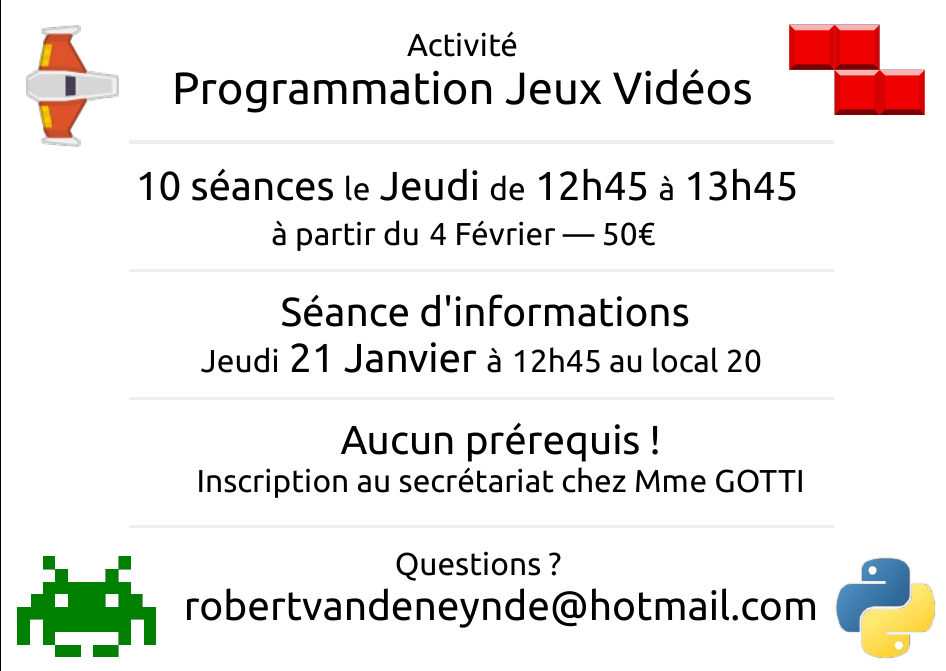 Activité
Programmation Jeux Vidéos
10 séances le Jeudi de 12h45 à 13h45
à partir du 4 Février — 50€
Séance d'informations
Jeudi 21 Janvier à 12h45 au local 20
Aucun prérequis !
Inscription au secrétariat chez Mme GOTTI
Questions ?
robertvandeneynde@hotmail.com